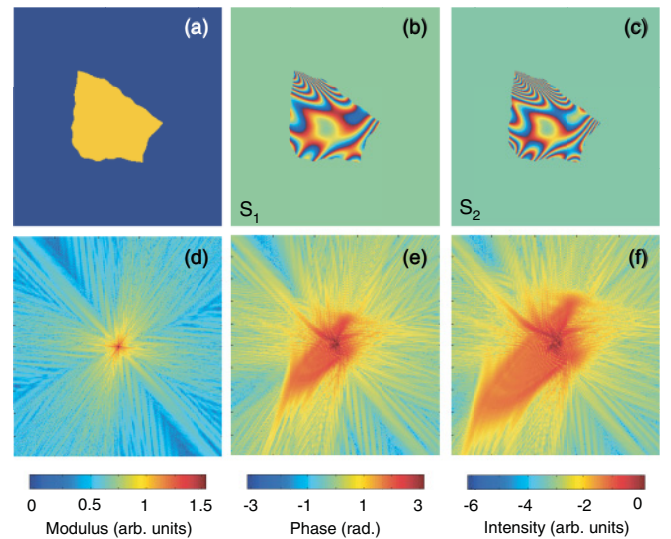 (a) (b) (c)
S1 S2
(d) (e) (f)
0 0.5 1 1.5 -3 -1 1 3 -6 -4 -2 0
Modulus (arb. units) Phase (rad.) Intensity (arb. units)